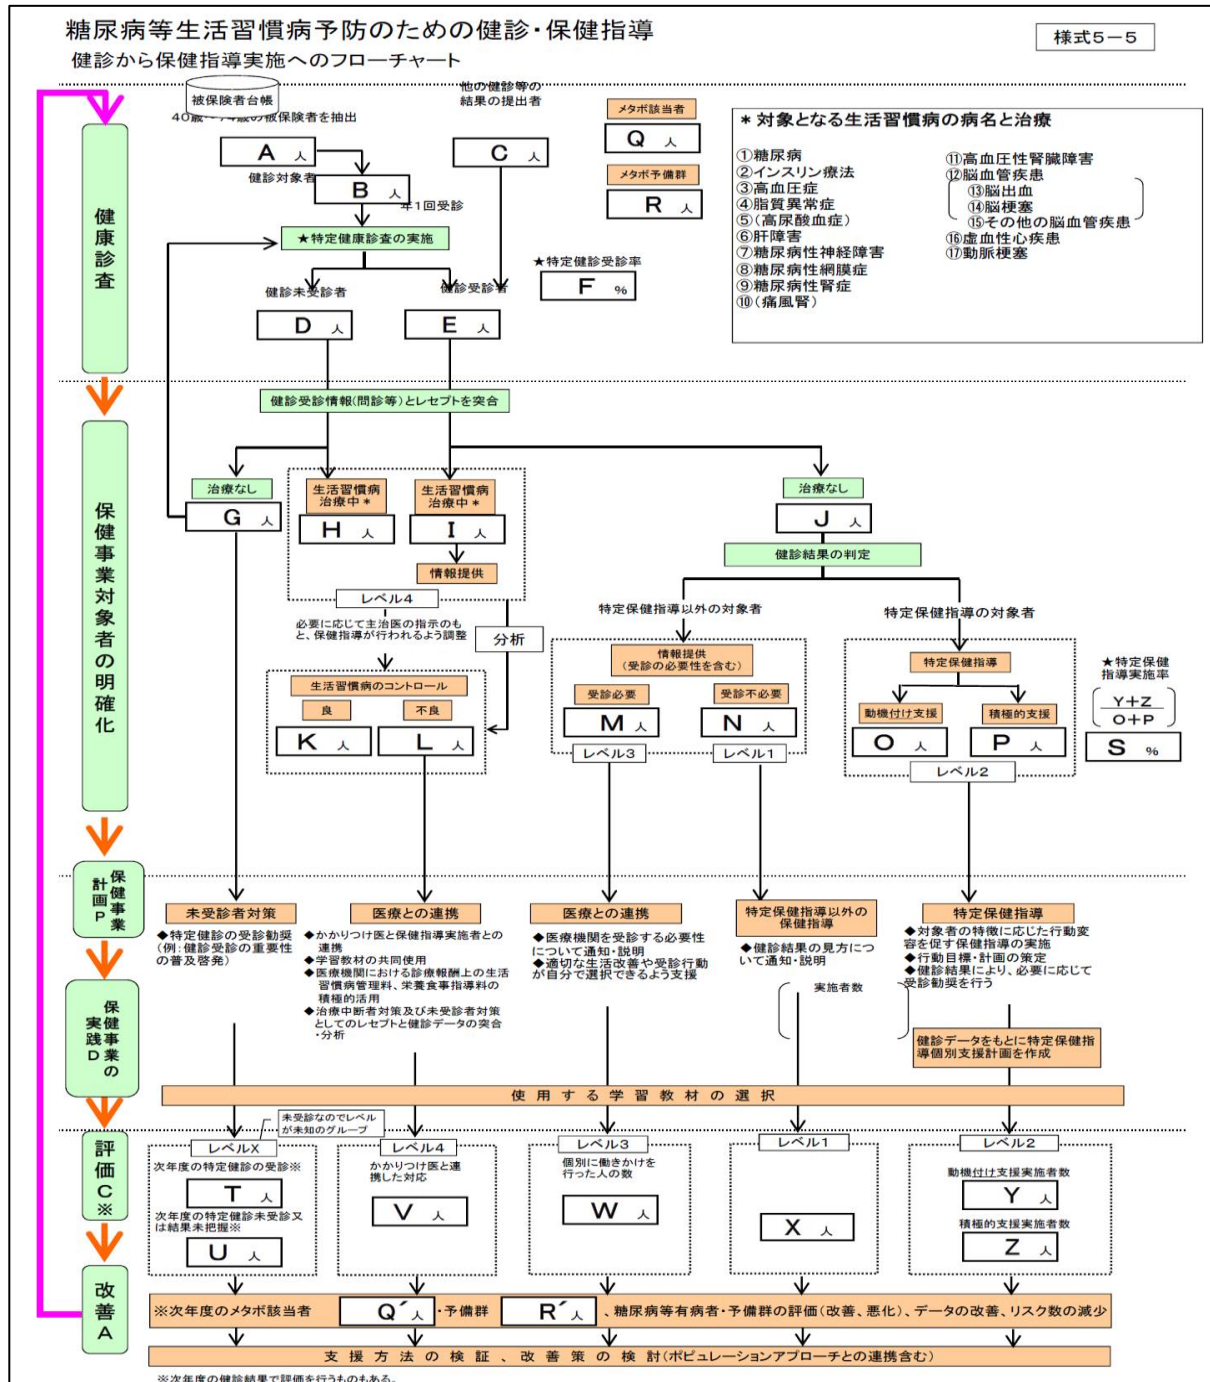 糖尿病等生活習慣病予防のための健診・保健指導
様式5-5
健診から保健指導実施へのフローチャート
被保険者台帳
40歳～74歳の被保険者を抽出
他の健診等の
結果の提出者
メタボ該当者
A 人
C 人
Q 人
健診対象者
B 人
メタボ予備群
R 人
年1回受診
★特定健康診査の実施
★特定健診受診率
F %
健診未受診者
健診受診者
D 人
E 人
健康診査
* 対象となる生活習慣病の病名と治療
①糖尿病
②インスリン療法
③高血圧症
④脂質異常症
⑤(高尿酸血症)
⑥肝障害
⑦糖尿病性神経障害
⑧糖尿病性網膜症
⑨糖尿病性腎症
⑩(痛風腎)
⑪高血圧性腎臓障害
⑫脳血管疾患
⑬脳出血
⑭脳梗塞
⑮その他の脳血管疾患
⑯虚血性心疾患
⑰動脈梗塞
健診受診情報(問診等)とレセプトを突合
保健事業対象者の明確化
治療なし
G 人
生活習慣病
治療中*
H 人
生活習慣病
治療中*
I 人
情報提供
レベル4
治療なし
J 人
健診結果の判定
必要に応じて主治医の指示のも
と、保健指導が行われるよう調整
分析
生活習慣病のコントロール
良
不良
K 人
L 人
特定保健指導以外の対象者
情報提供
(受診の必要性を含む)
受診必要
受診不必要
M 人
N 人
レベル3
レベル1
特定保健指導の対象者
特定保健指導
動機付け支援
積極的支援
O 人
P 人
レベル2
★特定保健
指導実施率
Y+Z
O+P
S %
保健事業
計画P
未受診者対策
◆特定健診の受診勧奨
(例:健診受診の重要性
の普及啓発)
医療との連携
◆かかりつけ医と保健指導実施者との
連携
◆学習教材の共同使用
◆医療機関における診療報酬上の生活
習慣病管理料、栄養食事指導料の
積極的活用
◆治療中断者対策及び未受診者対策
としてのレセプトと健診データの突合
・分析
医療との連携
◆医療機関を受診する必要性
について通知・説明
◆適切な生活改善や受診行動
が自分で選択できるよう支援
特定保健指導以外の
保健指導
◆健診結果の見方につ
いて通知・説明
実施者数
特定保健指導
◆対象者の特徴に応じた行動変
容を促す保健指導の実施
◆行動目標・計画の策定
◆健診結果により、必要に応じて
受診勧奨を行う
健診データをもとに特定保健指
導個別支援計画を作成
保健事業の
実践D
使用する学習教材の選択
評価C※
未受診なのでレベル
が未知のグループ
レベルX
次年度の特定健診の受診※
T 人
次年度の特定健診未受診又
は結果未把握※
U 人
レベル4
かかりつけ医と連
携した対応
V 人
レベル3
個別に働きかけを
行った人の数
W 人
レベル1
X 人
レベル2
動機付け支援実施者数
Y 人
積極的支援実施者数
Z 人
改善A
※次年度のメタボ該当者 Q´人 ・予備群 R´人 、糖尿病等有病者・予備群の評価(改善、悪化)、データの改善、リスク数の減少
支援方法の検証、改善策の検討(ポピュレーションアプローチとの連携含む)
※次年度の健診結果で評価を行うものもある。